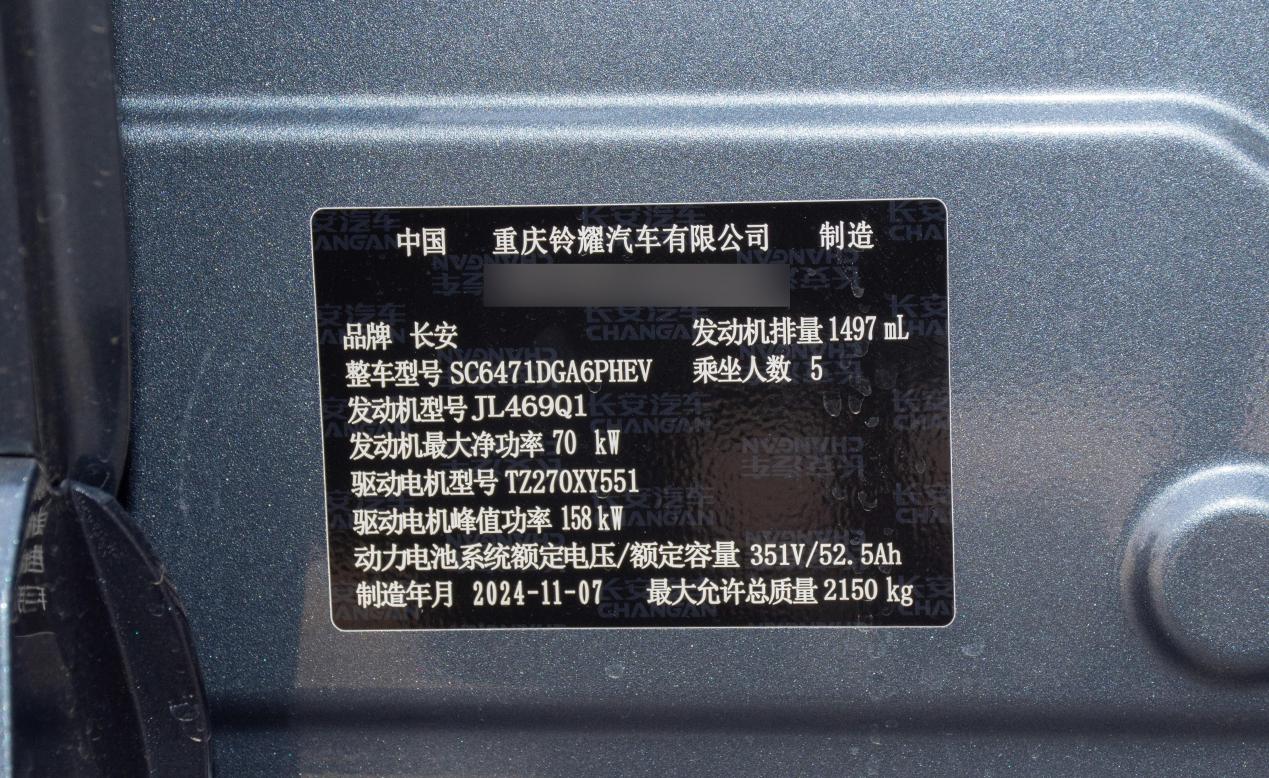 中国 重庆铃耀汽车有限公司 制造
品牌 长安 发动机排量 1497 mL
整车型号 SC6471DGA6PHEV 乘坐人数 5
发动机型号 JL469Q1
发动机最大净功率 70 kW
驱动电机型号 TZ270XY551
驱动电机峰值功率 158 kW
动力电池系统额定电压/额定容量 351V/52.5Ah
制造年月 2024-11-07 最大允许总质量 2150 kg
长安汽车
CHANGAN